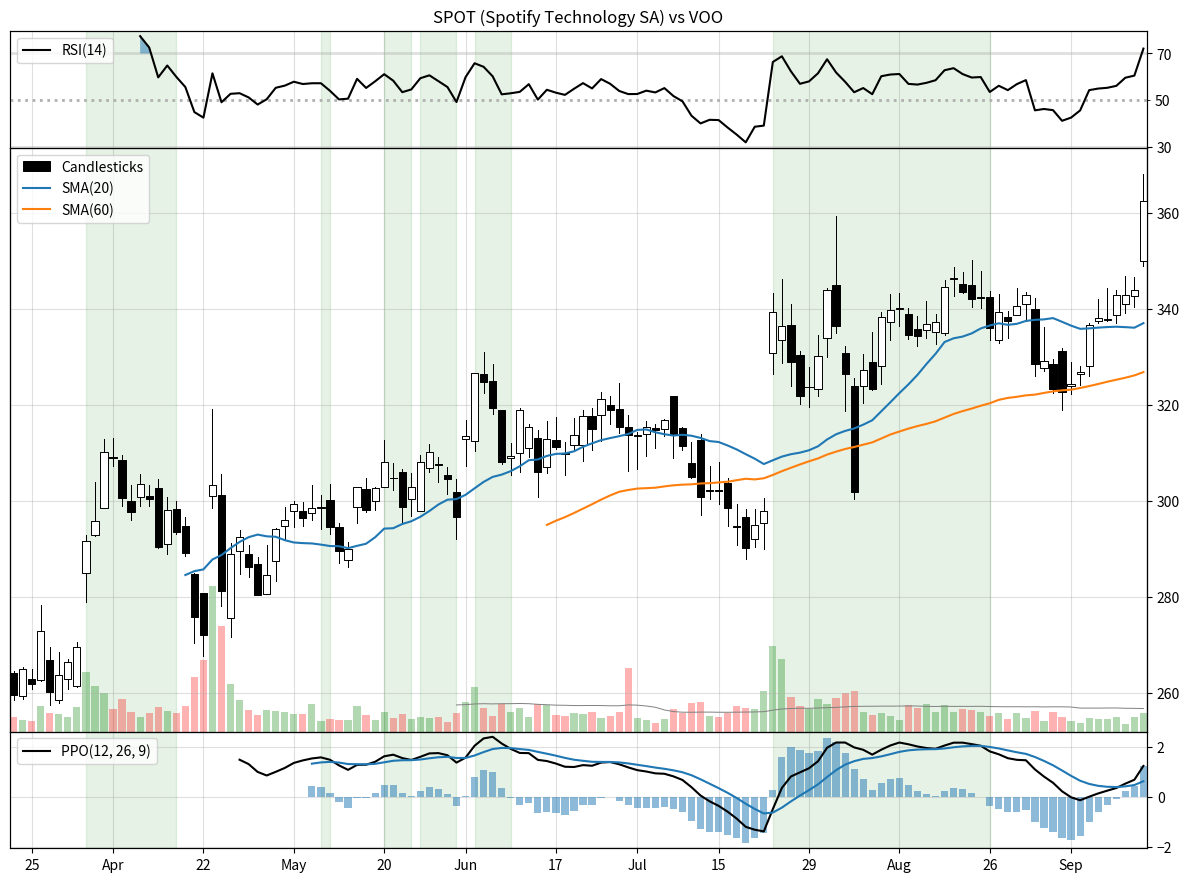 SPOT (Spotify Technology SA) vs VOO
RSI(14)
70
50
30
Candlesticks
SMA(20)
SMA(60)
360
340
320
300
280
260
PPO(12, 26, 9)
2
0
−2
25 Apr 22 May 20 Jun 17 Jul 15 29 Aug 26 Sep